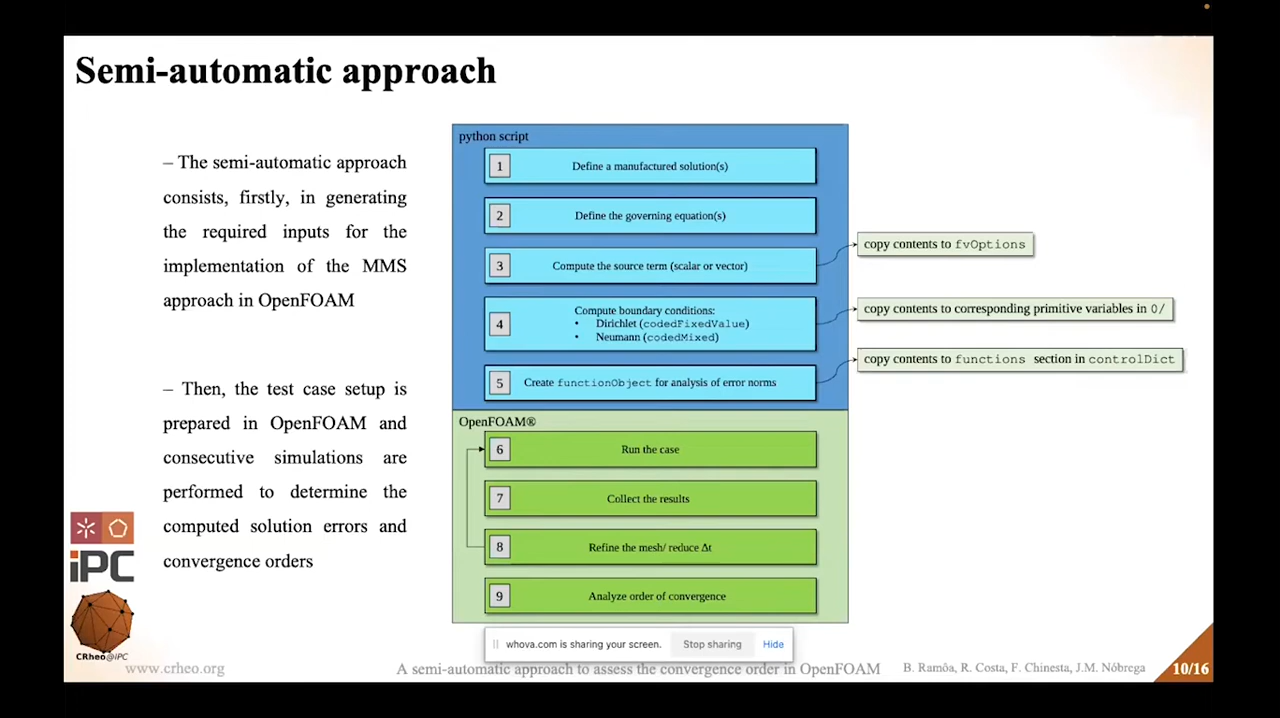 Semi-automatic approach
– The semi-automatic approach
consists, firstly, in generating
the required inputs for the
implementation of the MMS
approach in OpenFOAM
– Then, the test case setup is
prepared in OpenFOAM and
consecutive simulations are
performed to determine the
computed solution errors and
convergence orders
python script
1 Define a manufactured solution(s)
2 Define the governing equation(s)
3 Compute the source term (scalar or vector)
copy contents to fvOptions
4 Compute boundary conditions:
• Dirichlet (codedFixedValue)
• Neumann (codedMixed)
copy contents to corresponding primitive variables in 0/
5 Create functionObject for analysis of error norms
copy contents to functions section in controlDict
OpenFOAM®
6 Run the case
7 Collect the results
8 Refine the mesh/ reduce Δt
9 Analyze order of convergence
iPC
CRheo@iPC
whova.com is sharing your screen. Stop sharing Hide
www.crheo.org
A semi-automatic approach to assess the convergence order in OpenFOAM
B. Ramôa, R. Costa, F. Chinesta, J.M. Nóbrega
10/16